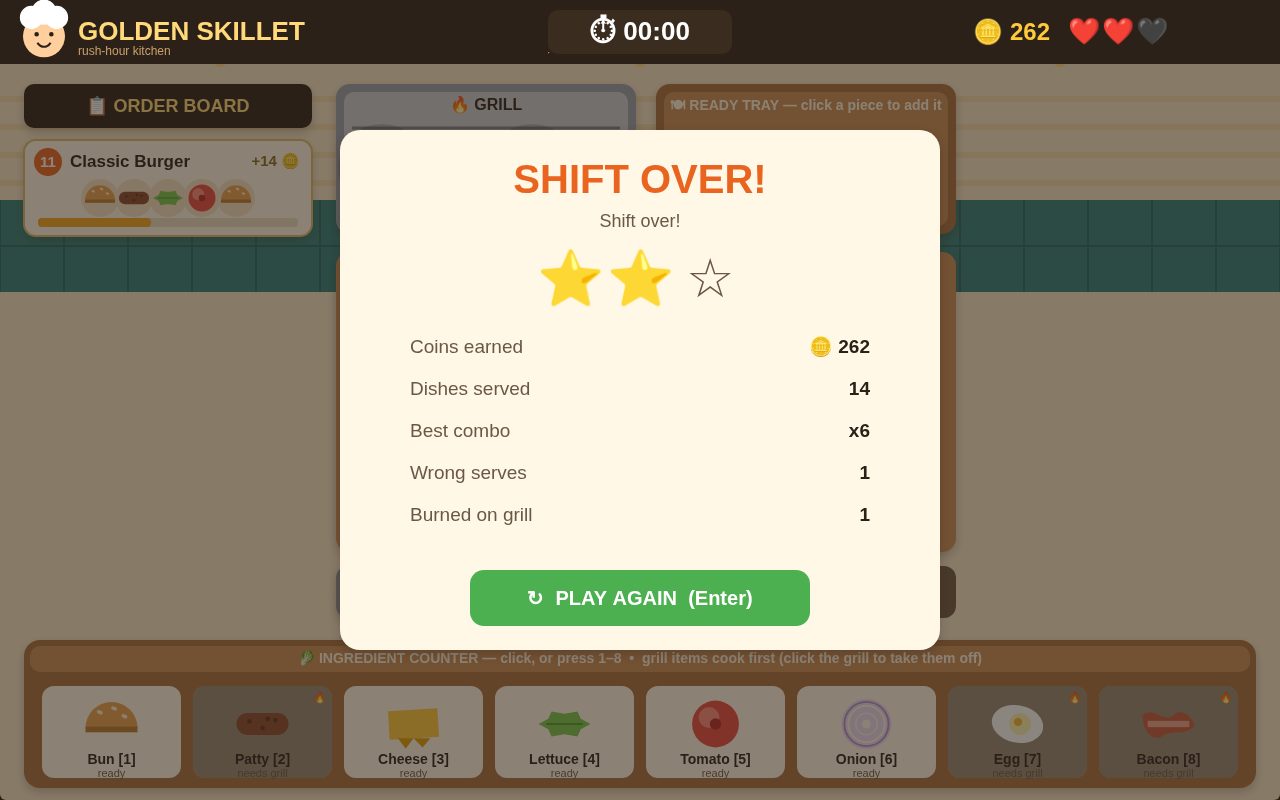 GOLDEN SKILLET
rush-hour kitchen
00:00
262
ORDER BOARD
11 Classic Burger +14
GRILL
READY TRAY — click a piece to add it
SHIFT OVER!
Shift over!
Coins earned 262
Dishes served 14
Best combo x6
Wrong serves 1
Burned on grill 1
↻ PLAY AGAIN (Enter)
INGREDIENT COUNTER — click, or press 1–8 • grill items cook first (click the grill to take them off)
Bun [1] Patty [2] Cheese [3] Lettuce [4] Tomato [5] Onion [6] Egg [7] Bacon [8]
ready needs grill ready ready ready ready needs grill needs grill